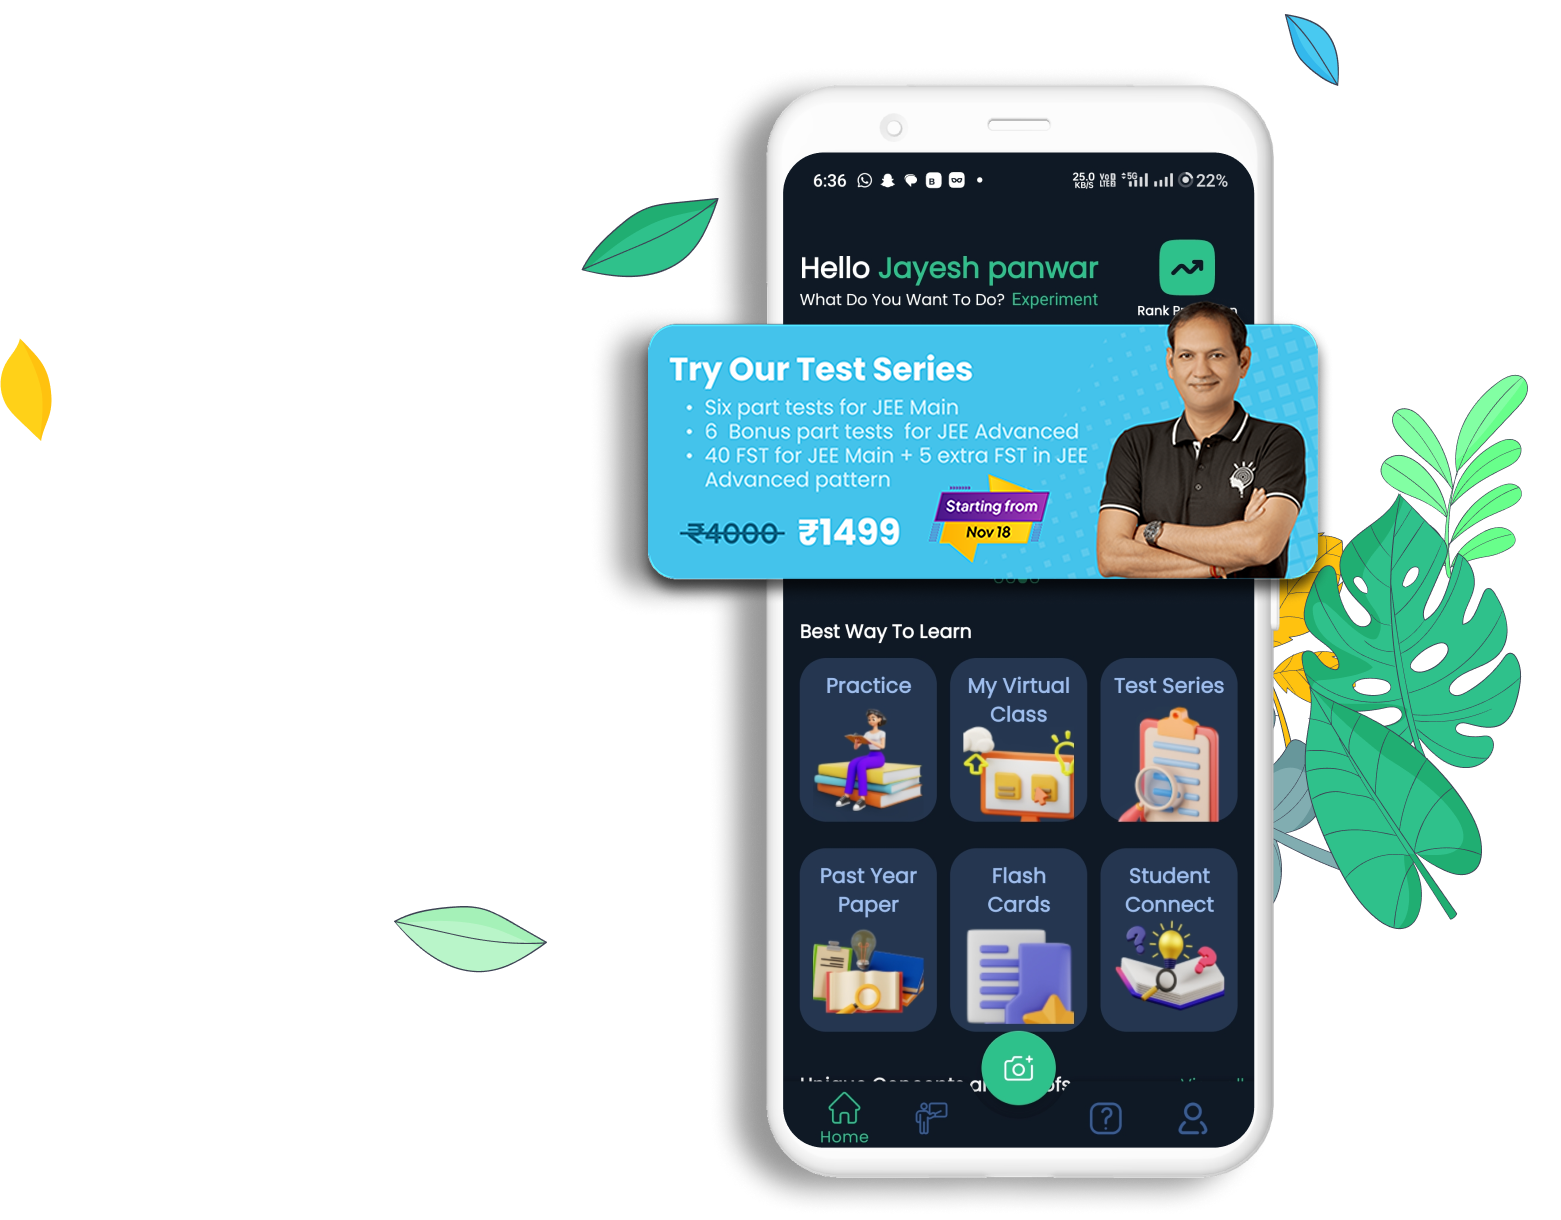 6:36
25.0 KB/S
Vo LTE2
5G
22%
Hello Jayesh panwar
What Do You Want To Do? Experiment
Rank
Try Our Test Series
• Six part tests for JEE Main
• 6 Bonus part tests for JEE Advanced
• 40 FST for JEE Main + 5 extra FST in JEE
Advanced pattern
₹4000 ₹1499
Starting from
Nov 18
Best Way To Learn
Practice
My Virtual
Class
Test Series
Past Year
Paper
Flash
Cards
Student
Connect
Home